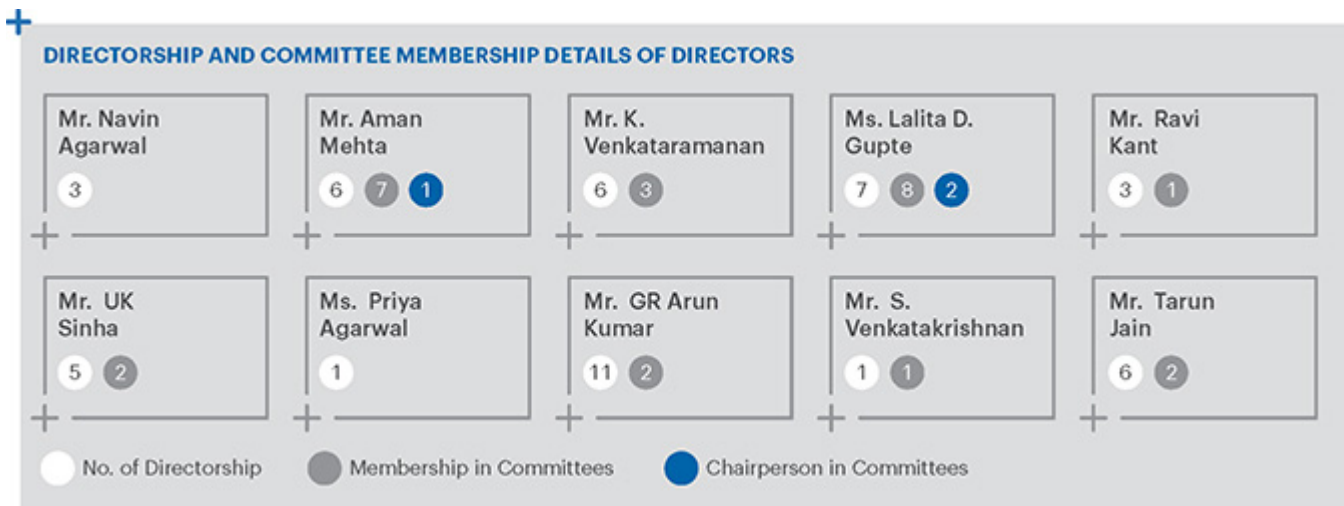 DIRECTORSHIP AND COMMITTEE MEMBERSHIP DETAILS OF DIRECTORS
Mr. Navin
Agarwal
3
Mr. Aman
Mehta
6 7 1
Mr. K.
Venkataramanan
6 3
Ms. Lalita D.
Gupte
7 8 2
Mr. Ravi
Kant
3 1
Mr. UK
Sinha
5 2
Ms. Priya
Agarwal
1
Mr. GR Arun
Kumar
11 2
Mr. S.
Venkatakrishnan
1 1
Mr. Tarun
Jain
6 2
No. of Directorship
Membership in Committees
Chairperson in Committees